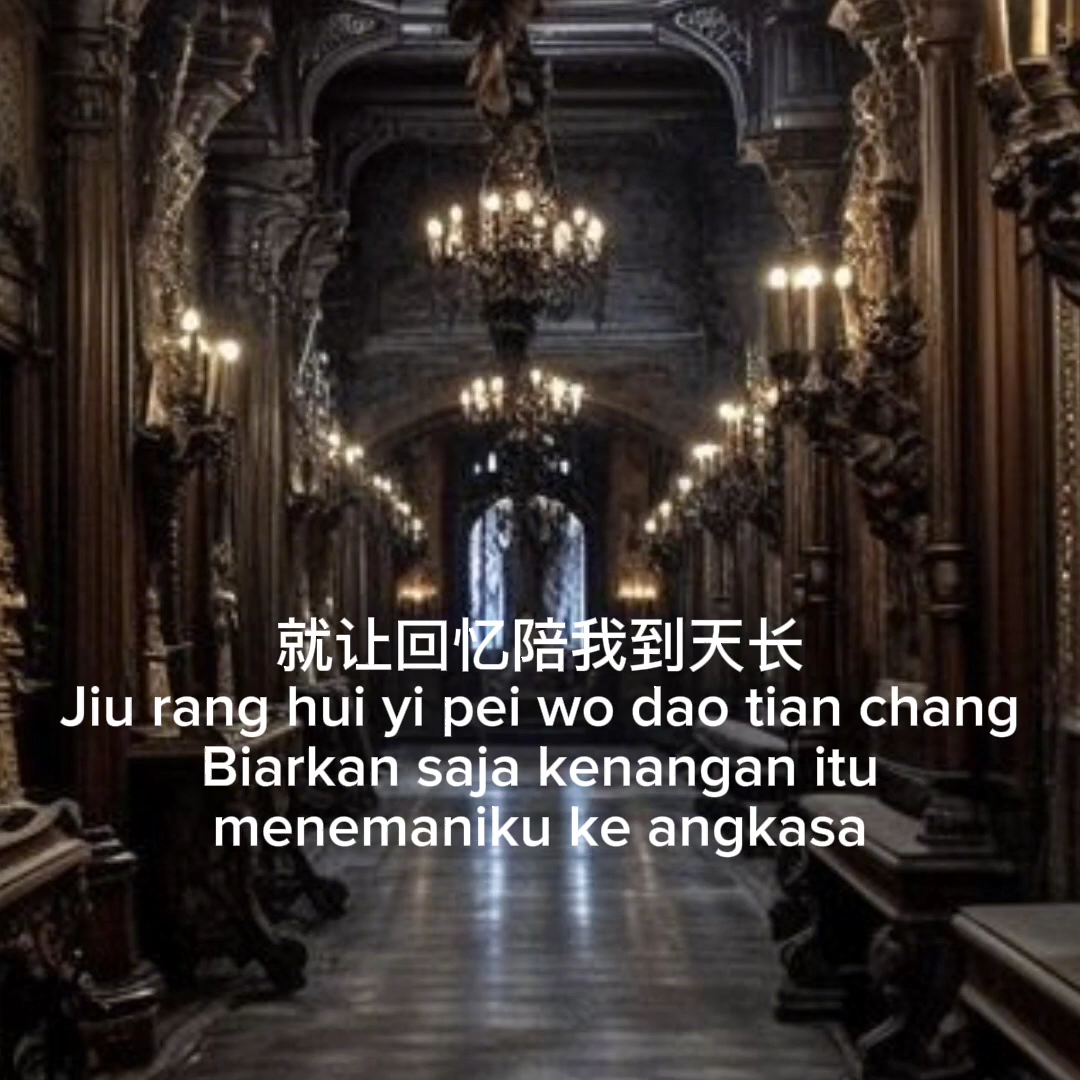 就让回忆陪我到天长
Jiu rang hui yi pei wo dao tian chang
Biarkan saja kenangan itu
menemaniku ke angkasa